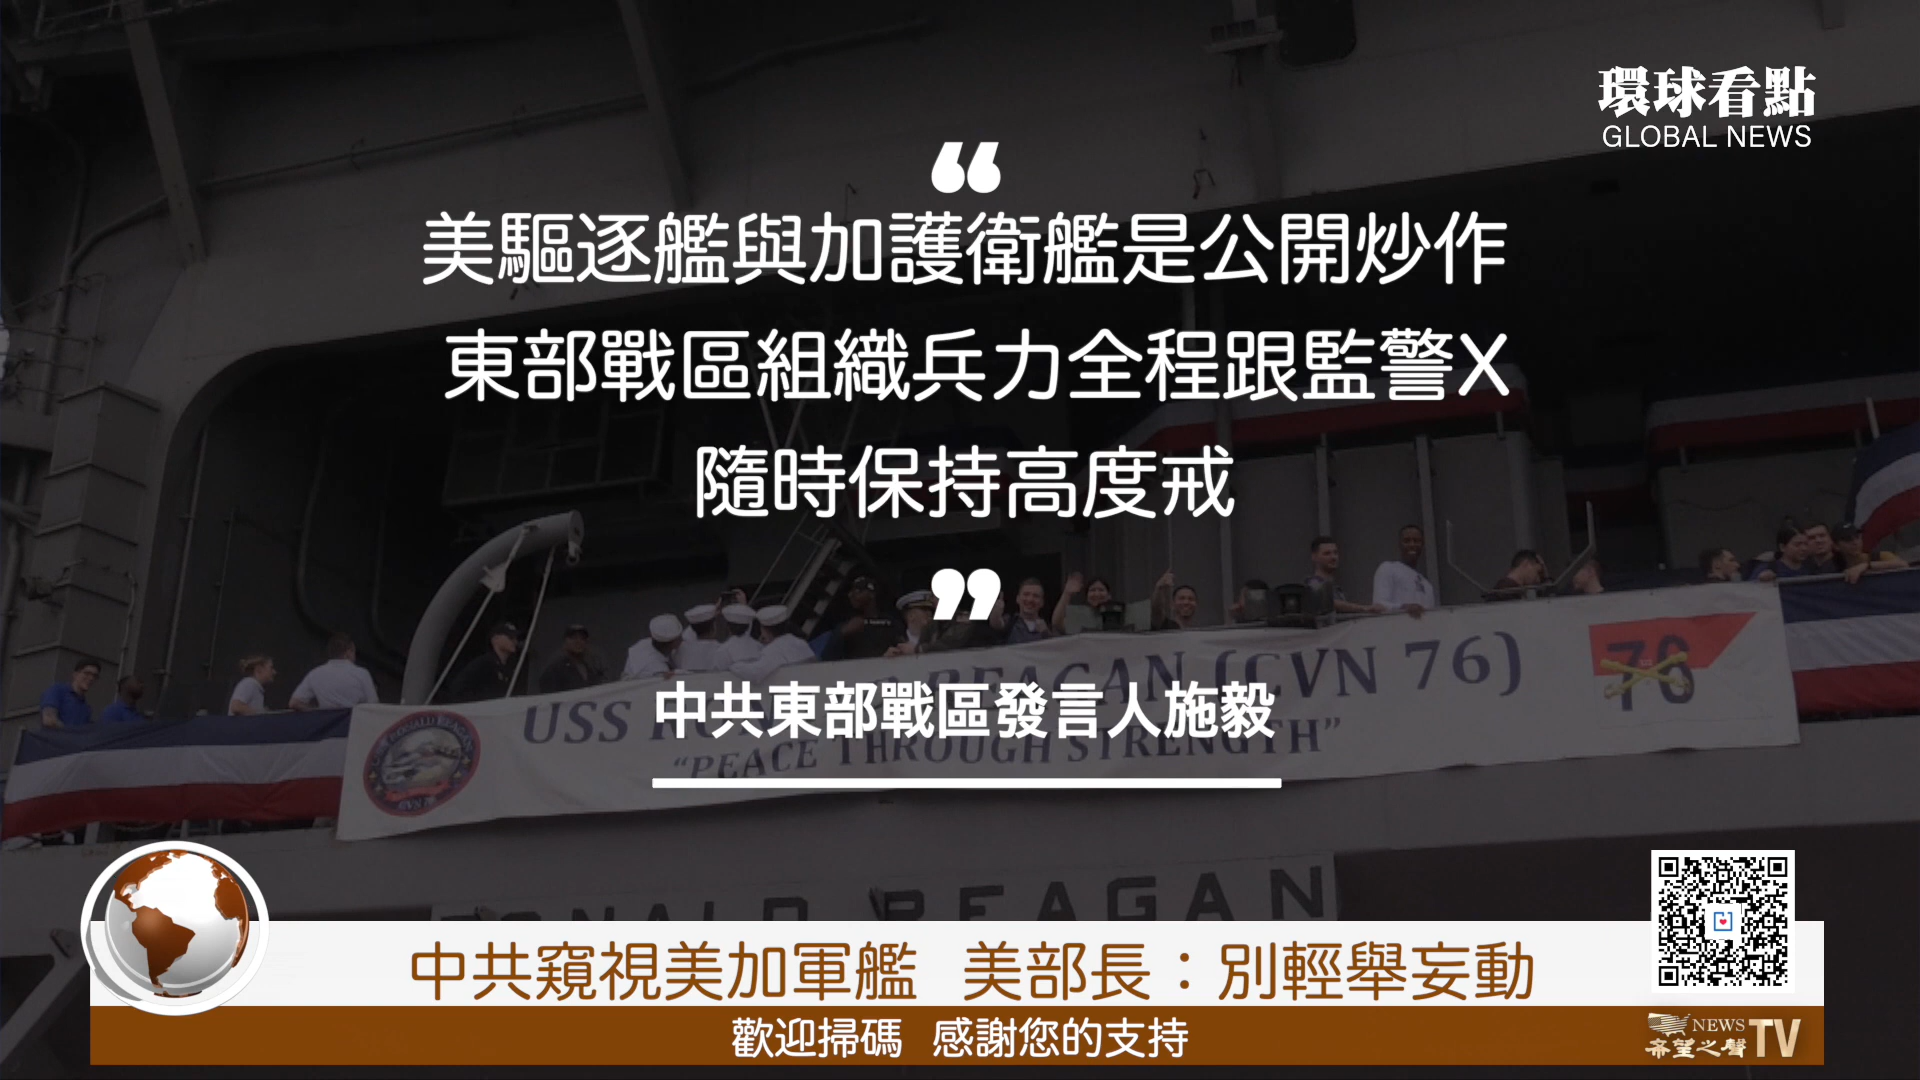 環球看點
GLOBAL NEWS
“
美驅逐艦與加護衛艦是公開炒作
東部戰區組織兵力全程跟監警X
隨時保持高度戒
”
USS R REAGAN (CVN 76)
中共東部戰區發言人施毅
“PEACE THROUGH STRENGTH”
76
CVN 76
REAGAN
中共窺視美加軍艦 美部長：別輕舉妄動
歡迎掃碼 感謝您的支持
NEWS
希望之聲TV